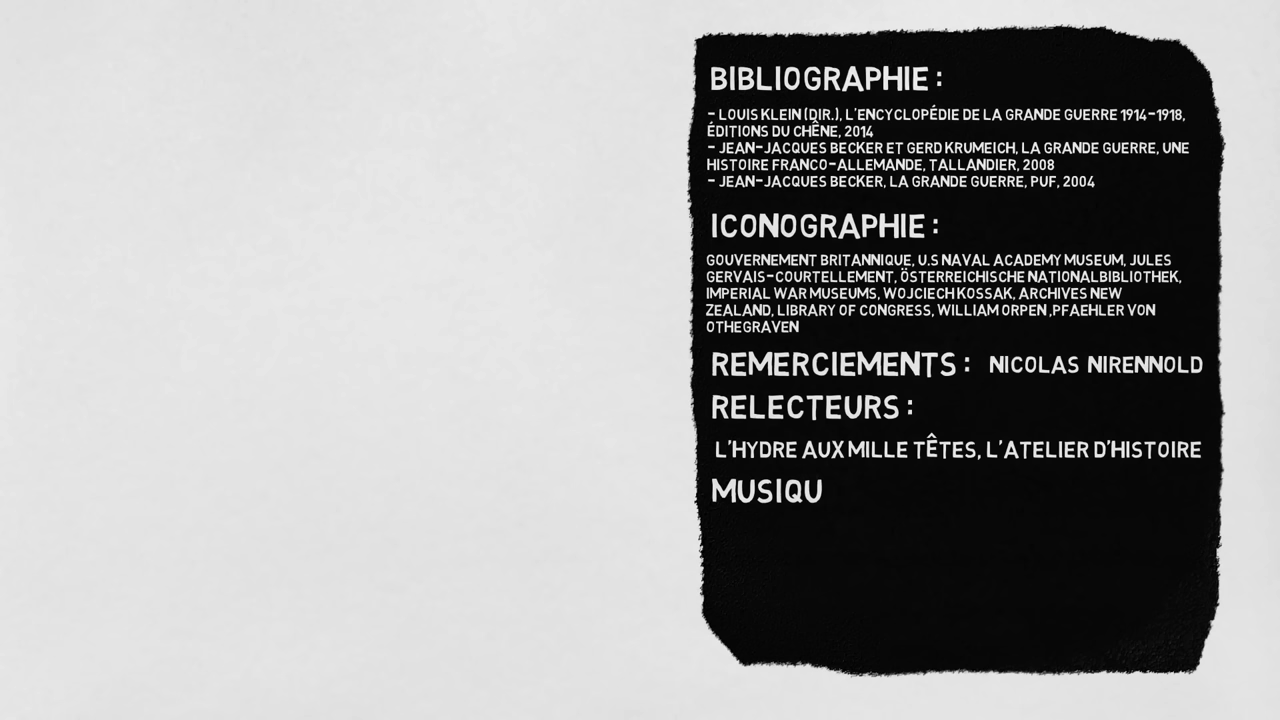 BIBLIOGRAPHIE :
- LOUIS KLEIN (DIR.), L'ENCYCLOPÉDIE DE LA GRANDE GUERRE 1914-1918,
ÉDITIONS DU CHÊNE, 2014
- JEAN-JACQUES BECKER ET GERD KRUMEICH, LA GRANDE GUERRE, UNE
HISTOIRE FRANCO-ALLEMANDE, TALLANDIER, 2008
- JEAN-JACQUES BECKER, LA GRANDE GUERRE, PUF, 2004
ICONOGRAPHIE :
GOUVERNEMENT BRITANNIQUE, U.S NAVAL ACADEMY MUSEUM, JULES
GERVAIS-COURTELLEMENT, ÖSTERREICHISCHE NATIONALBIBLIOTHEK,
IMPERIAL WAR MUSEUMS, WOJCIECH KOSSAK, ARCHIVES NEW
ZEALAND, LIBRARY OF CONGRESS, WILLIAM ORPEN ,PFAEHLER VON
OTHEGRAVEN
REMERCIEMENTS : NICOLAS NIRENNOLD
RELECTEURS :
L'HYDRE AUX MILLE TÊTES, L'ATELIER D'HISTOIRE
MUSIQU